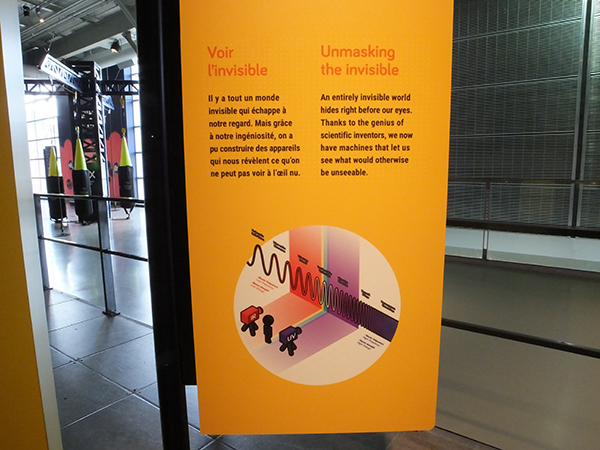 Voir
l'invisible
Il y a tout un monde
invisible qui échappe à
notre regard. Mais grâce
à notre ingéniosité, on a
pu construire des appareils
qui nous révèlent ce qu'on
ne peut pas voir à l'œil nu.
Unmasking
the invisible
An entirely invisible world
hides right before our eyes.
Thanks to the genius of
scientific inventors, we now
have machines that let us
see what would otherwise
be unseeable.
UV